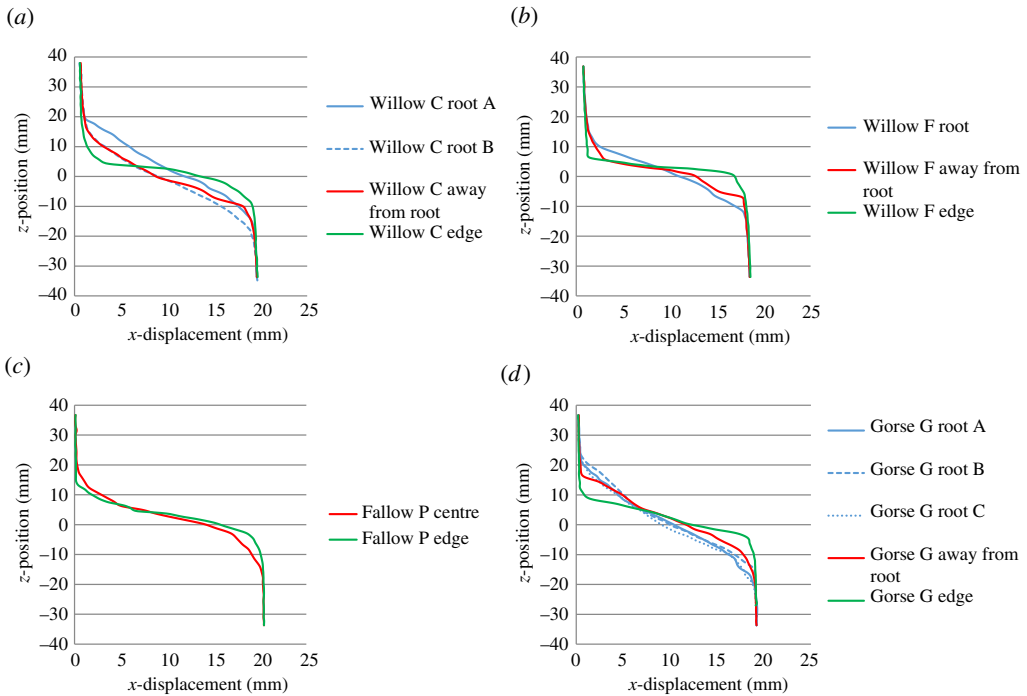 (a)
40
30
20
10
0
–10
–20
–30
–40
z-position (mm)
0 5 10 15 20 25
x-displacement (mm)
Willow C root A
Willow C root B
Willow C away
from root
Willow C edge
(b)
40
30
20
10
0
–10
–20
–30
–40
z-position (mm)
0 5 10 15 20 25
x-displacement (mm)
Willow F root
Willow F away from
root
Willow F edge
(c)
40
30
20
10
0
–10
–20
–30
–40
z-position (mm)
0 5 10 15 20 25
x-displacement (mm)
Fallow P centre
Fallow P edge
(d)
40
30
20
10
0
–10
–20
–30
–40
z-position (mm)
0 5 10 15 20 25
x-displacement (mm)
Gorse G root A
Gorse G root B
Gorse G root C
Gorse G away from
root
Gorse G edge